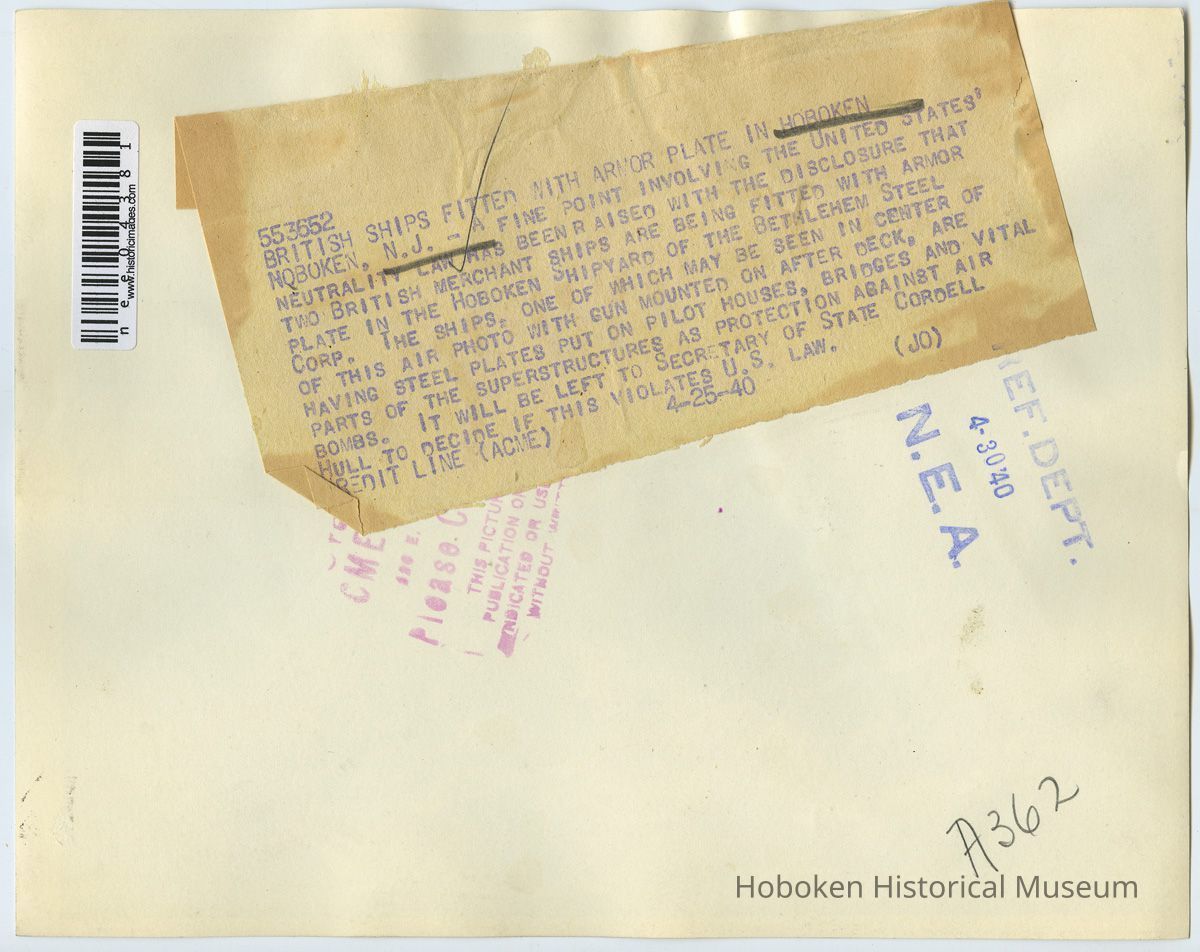 553652
BRITISH SHIPS FITTED WITH ARMOR PLATE IN HOBOKEN
HOBOKEN, N.J. - A FINE POINT INVOLVING THE UNITED STATES'
NEUTRALITY LAW HAS BEEN RAISED WITH THE DISCLOSURE THAT
TWO BRITISH MERCHANT SHIPS ARE BEING FITTED WITH ARMOR
PLATE IN THE HOBOKEN SHIPYARD OF THE BETHLEHEM STEEL
CORP. THE SHIPS, ONE OF WHICH MAY BE SEEN IN CENTER OF
OF THIS AIR PHOTO WITH GUN MOUNTED ON AFTER DECK, ARE
HAVING STEEL PLATES PUT ON PILOT HOUSES, BRIDGES AND VITAL
PARTS OF THE SUPERSTRUCTURES AS PROTECTION AGAINST AIR
BOMBS. IT WILL BE LEFT TO SECRETARY OF STATE CORDELL
HULL TO DECIDE IF THIS VIOLATES U.S. LAW. (JO)
REDIT LINE (ACME) 4-25-40
CME
Please
THIS PICTU
PUBLICATION O
NDICATED OR US
WITHOUT
REF. DEPT.
4-30 40
N.E.A.
nee04381
www.historicimages.com
A362
Hoboken Historical Museum